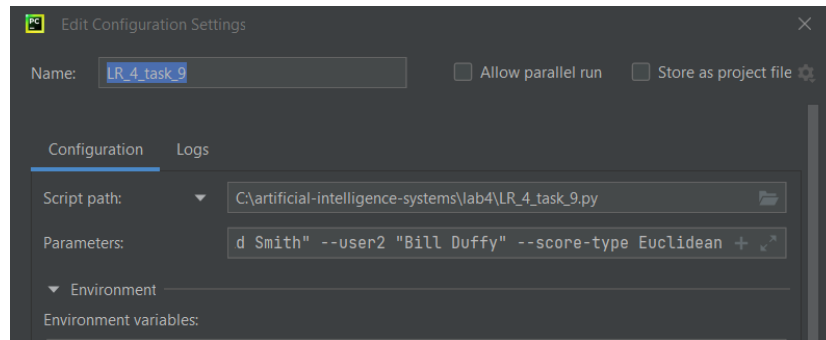 PC Edit Configuration Settings
Name: LR_4_task_9 Allow parallel run Store as project file
Configuration Logs
Script path: C:\artificial-intelligence-systems\lab4\LR_4_task_9.py
Parameters: d Smith" --user2 "Bill Duffy" --score-type Euclidean
Environment
Environment variables: